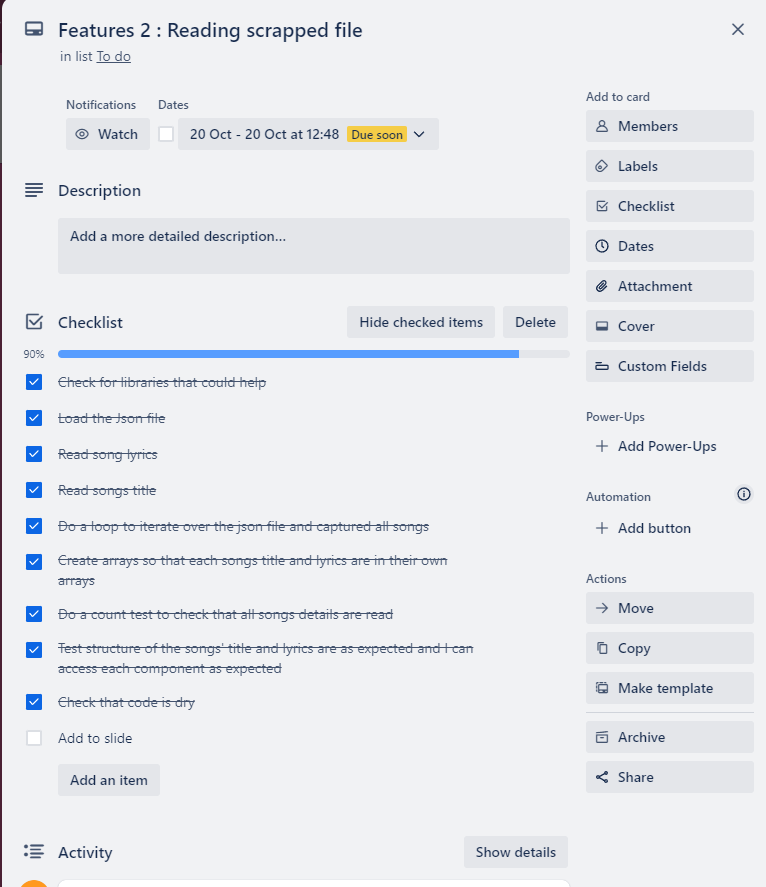 Features 2 : Reading scrapped file
in list To do
Notifications
Dates
Watch
20 Oct - 20 Oct at 12:48 Due soon
Description
Add a more detailed description...
Checklist
Hide checked items
Delete
90%
Check for libraries that could help
Load the Json file
Read song lyrics
Read songs title
Do a loop to iterate over the json file and captured all songs
Create arrays so that each songs title and lyrics are in their own
arrays
Do a count test to check that all songs details are read
Test structure of the songs' title and lyrics are as expected and I can
access each component as expected
Check that code is dry
Add to slide
Add an item
Activity
Show details
Add to card
Members
Labels
Checklist
Dates
Attachment
Cover
Custom Fields
Power-Ups
Add Power-Ups
Automation
Add button
Actions
Move
Copy
Make template
Archive
Share